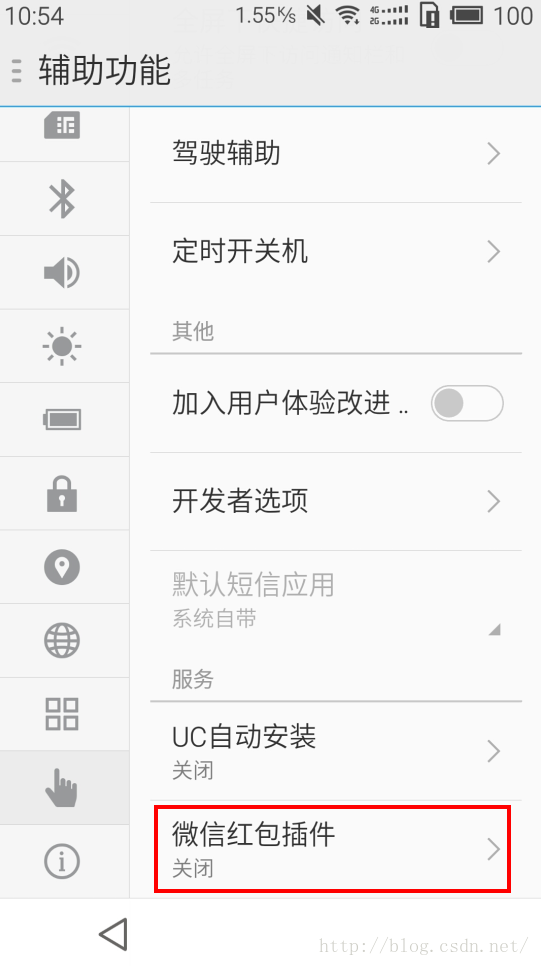 10:54 1.55K/s 4G 2G 100
辅助功能
驾驶辅助
定时开关机
其他
加入用户体验改进 ..
开发者选项
默认短信应用
系统自带
服务
UC自动安装
关闭
微信红包插件
关闭
http://blog.csdn.net/